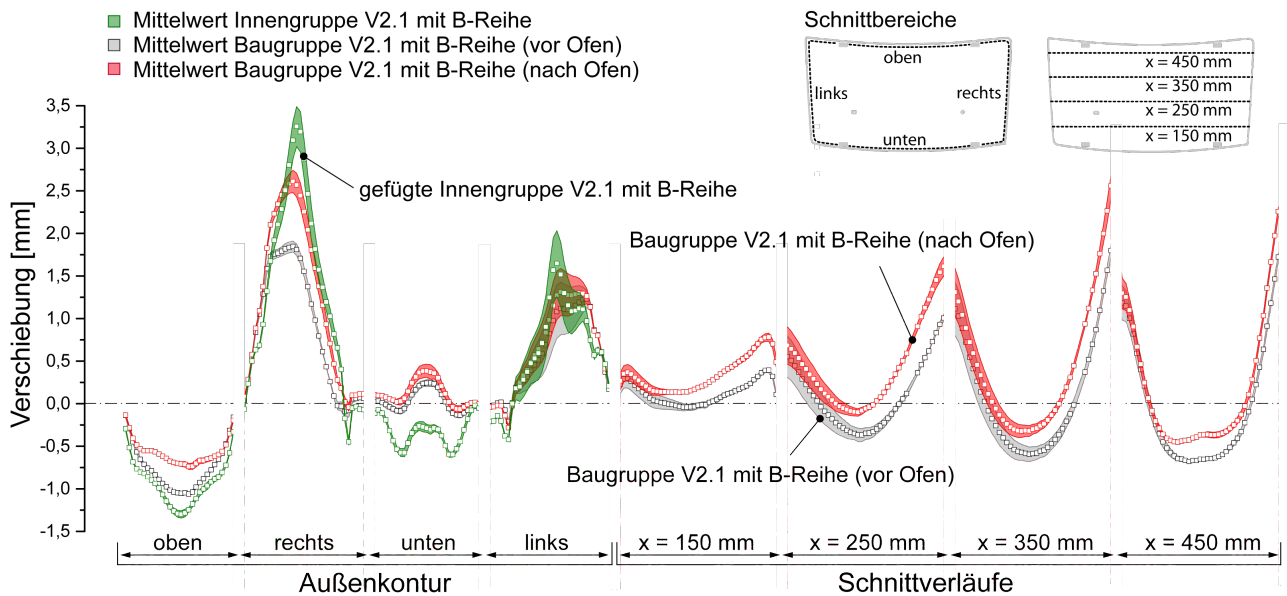 Mittelwert Innengruppe V2.1 mit B-Reihe
Mittelwert Baugruppe V2.1 mit B-Reihe (vor Ofen)
Mittelwert Baugruppe V2.1 mit B-Reihe (nach Ofen)
Schnittbereiche
oben
links
rechts
unten
x = 450 mm
x = 350 mm
x = 250 mm
x = 150 mm
Verschiebung [mm]
3,5
3,0
2,5
2,0
1,5
1,0
0,5
0,0
-0,5
-1,0
-1,5
gefügte Innengruppe V2.1 mit B-Reihe
Baugruppe V2.1 mit B-Reihe (nach Ofen)
Baugruppe V2.1 mit B-Reihe (vor Ofen)
oben
rechts
unten
links
x = 150 mm
x = 250 mm
x = 350 mm
x = 450 mm
Außenkontur
Schnittverläufe